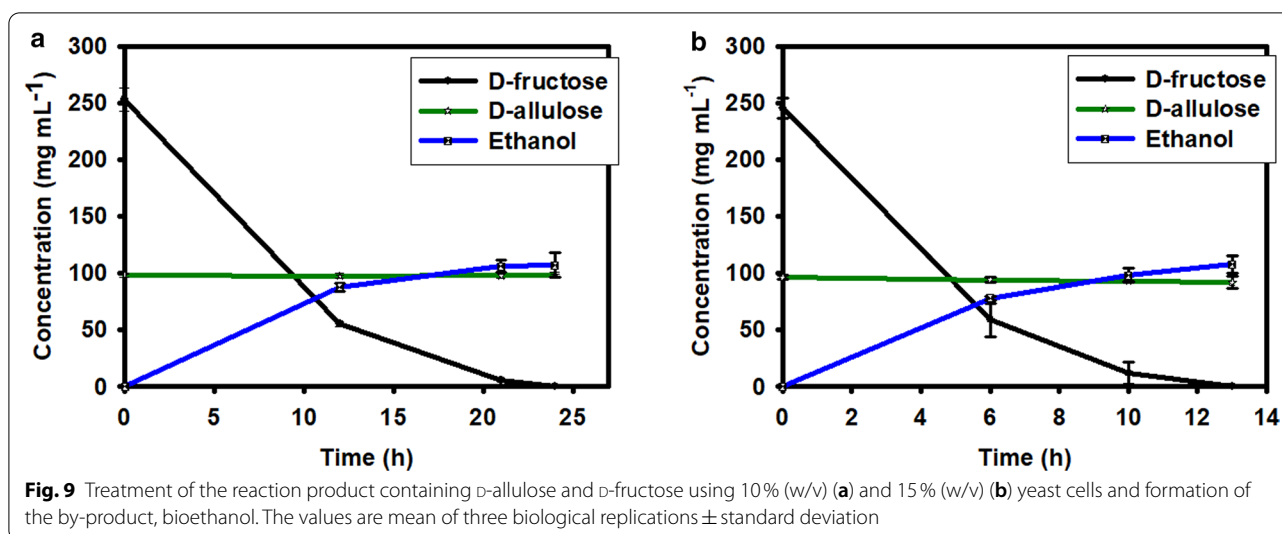 a
300
250
200
150
100
50
0
Concentration (mg mL⁻¹)
D-fructose
D-allulose
Ethanol
0 5 10 15 20 25
Time (h)
b
300
250
200
150
100
50
0
Concentration (mg mL⁻¹)
D-fructose
D-allulose
Ethanol
0 2 4 6 8 10 12 14
Time (h)
Fig. 9 Treatment of the reaction product containing D-allulose and D-fructose using 10% (w/v) (a) and 15% (w/v) (b) yeast cells and formation of
the by-product, bioethanol. The values are mean of three biological replications ± standard deviation